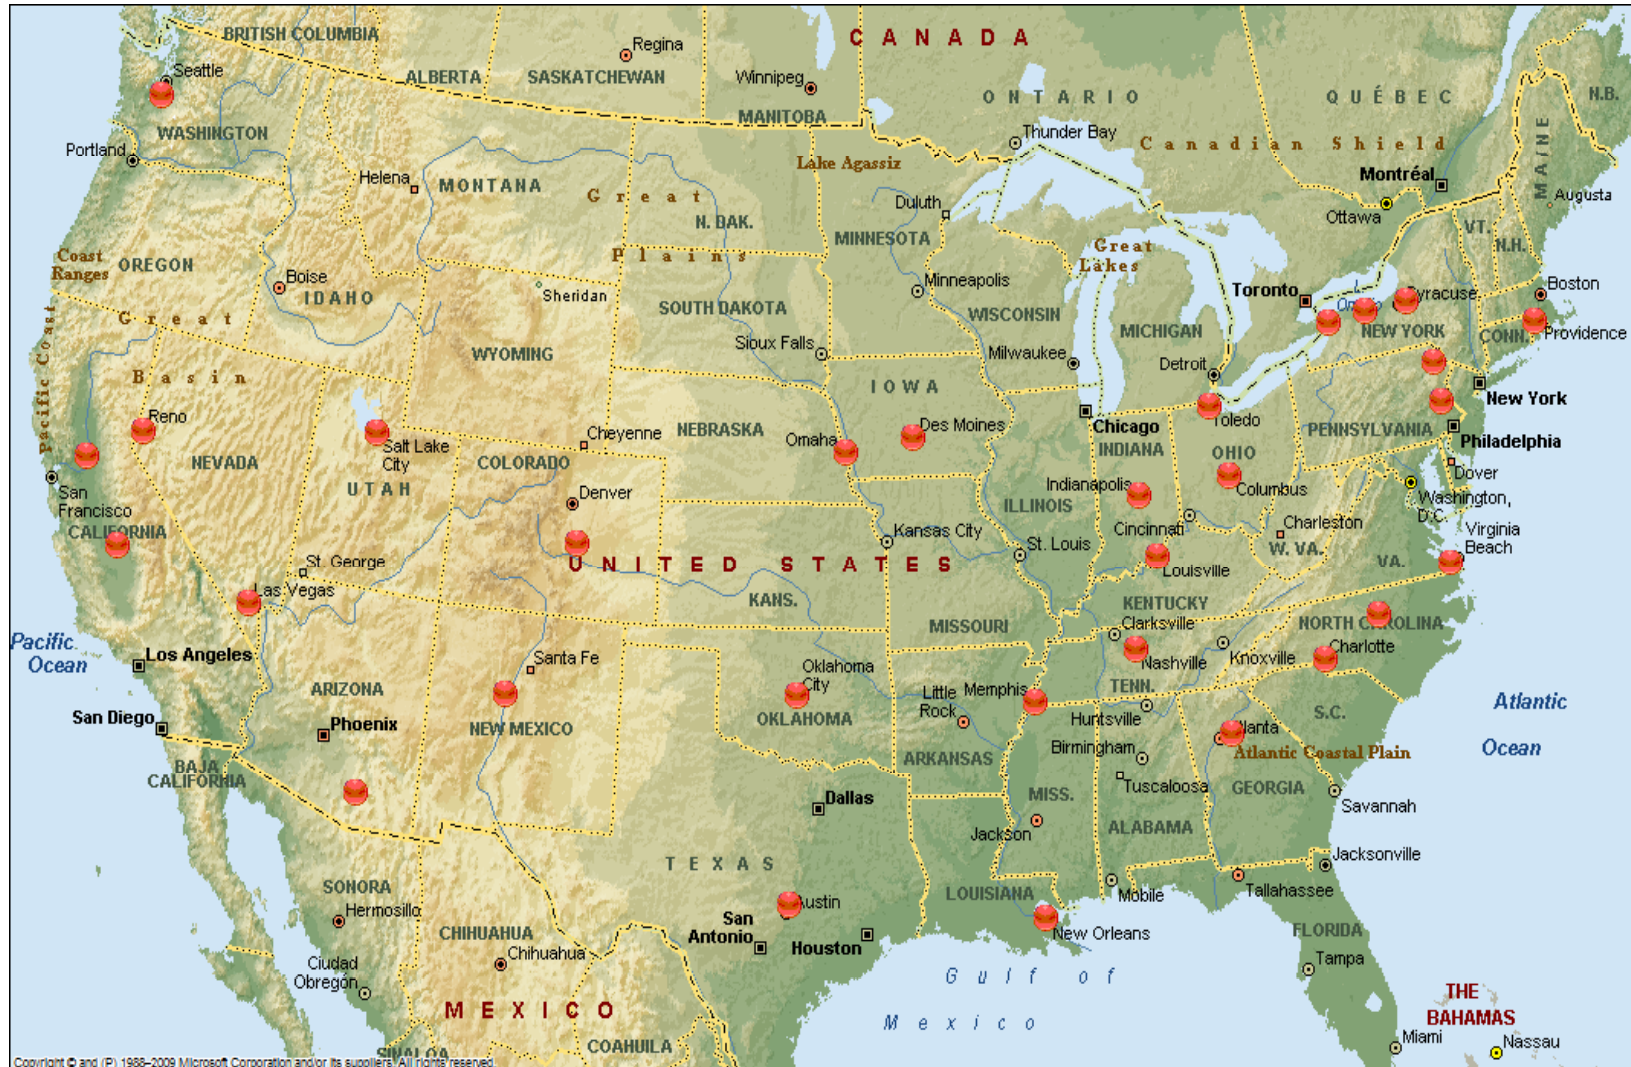 BRITISH COLUMBIA
CANADA
Regina
Seattle
ALBERTA
SASKATCHEWAN
Winnipeg
ONTARIO
QUÉBEC
N.B.
MANITOBA
WASHINGTON
Thunder Bay
Canadian Shield
Portland
Lake Agassiz
Montréal
MAINE
Helena
MONTANA
Great
Duluth
Augusta
Ottawa
N. DAK.
MINNESOTA
VT.
N.H.
Coast
Ranges
OREGON
Plains
Great
Lakes
Boise
IDAHO
Sheridan
Minneapolis
Toronto
Boston
SOUTH DAKOTA
WISCONSIN
Syracuse
Great
MICHIGAN
NEW YORK
CONN.
Providence
Pacific Coast
WYOMING
Sioux Falls
Milwaukee
Detroit
Basin
IOWA
New York
Reno
Cheyenne
NEBRASKA
Omaha
Des Moines
Chicago
Toledo
PENNSYLVANIA
Philadelphia
Salt Lake
City
NEVADA
COLORADO
INDIANA
OHIO
Dover
UTAH
Denver
ILLINOIS
Indianapolis
Columbus
Washington,
D.C.
San
Francisco
CALIFORNIA
Kansas City
Cincinnati
Charleston
Virginia
Beach
St. Louis
W. VA.
VA.
St. George
UNITED STATES
Louisville
Las Vegas
KANS.
KENTUCKY
MISSOURI
Clarksville
NORTH CAROLINA
Pacific
Ocean
Los Angeles
Santa Fe
Oklahoma
City
Nashville
Knoxville
Charlotte
ARIZONA
Little
Rock
Memphis
TENN.
Atlantic
Ocean
San Diego
Phoenix
NEW MEXICO
OKLAHOMA
Huntsville
S.C.
Atlanta
Birmingham
Atlantic Coastal Plain
BAJA
CALIFORNIA
ARKANSAS
Tuscaloosa
GEORGIA
Dallas
MISS.
Savannah
Jackson
ALABAMA
TEXAS
Jacksonville
SONORA
Hermosillo
LOUISIANA
Mobile
Tallahassee
Austin
San
Antonio
Houston
New Orleans
FLORIDA
CHIHUAHUA
Chihuahua
Ciudad
Obregón
Gulf of
Mexico
Tampa
MEXICO
THE
BAHAMAS
SINALOA
COAHUILA
Miami
Nassau
Copyright © and (P) 1988–2009 Microsoft Corporation and/or its suppliers. All rights reserved.